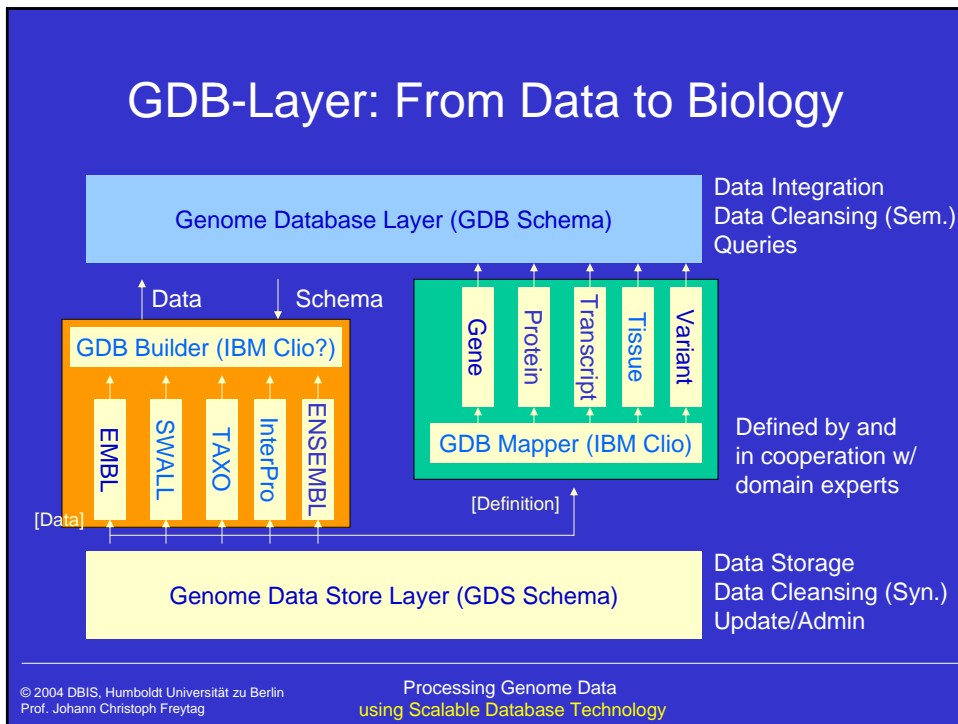 GDB-Layer: From Data to Biology
Genome Database Layer (GDB Schema)
Data Integration
Data Cleansing (Sem.)
Queries
Data
Schema
GDB Builder (IBM Clio?)
EMBL
SWALL
TAXO
InterPro
ENSEMBL
Gene
Protein
Transcript
Tissue
Variant
GDB Mapper (IBM Clio)
Defined by and
in cooperation w/
domain experts
[Data]
[Definition]
Genome Data Store Layer (GDS Schema)
Data Storage
Data Cleansing (Syn.)
Update/Admin
© 2004 DBIS, Humboldt Universität zu Berlin
Prof. Johann Christoph Freytag
Processing Genome Data
using Scalable Database Technology